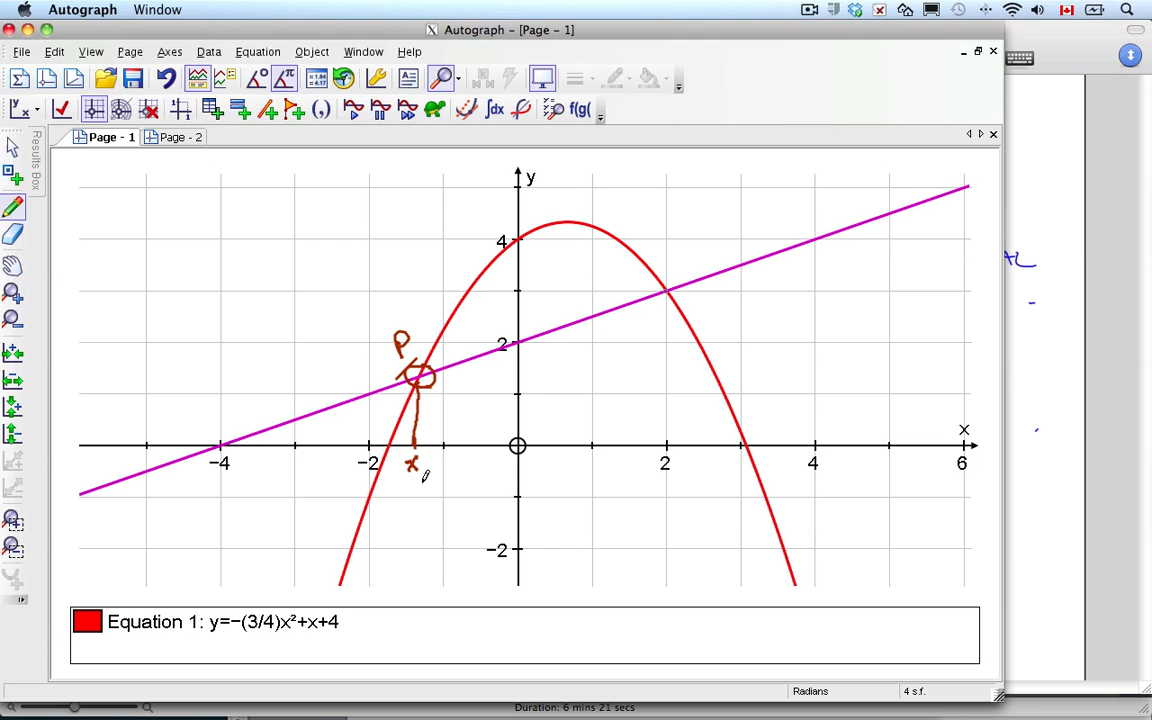 Autograph Window
Autograph - [Page - 1]
File Edit View Page Axes Data Equation Object Window Help
Page - 1 Page - 2
Results Box
y
4
P
2
x
−4 −2 2 4 6
x
−2
+c
Equation 1: y=−(3/4)x²+x+4
Radians 4 s.f.
Duration: 6 mins 21 secs